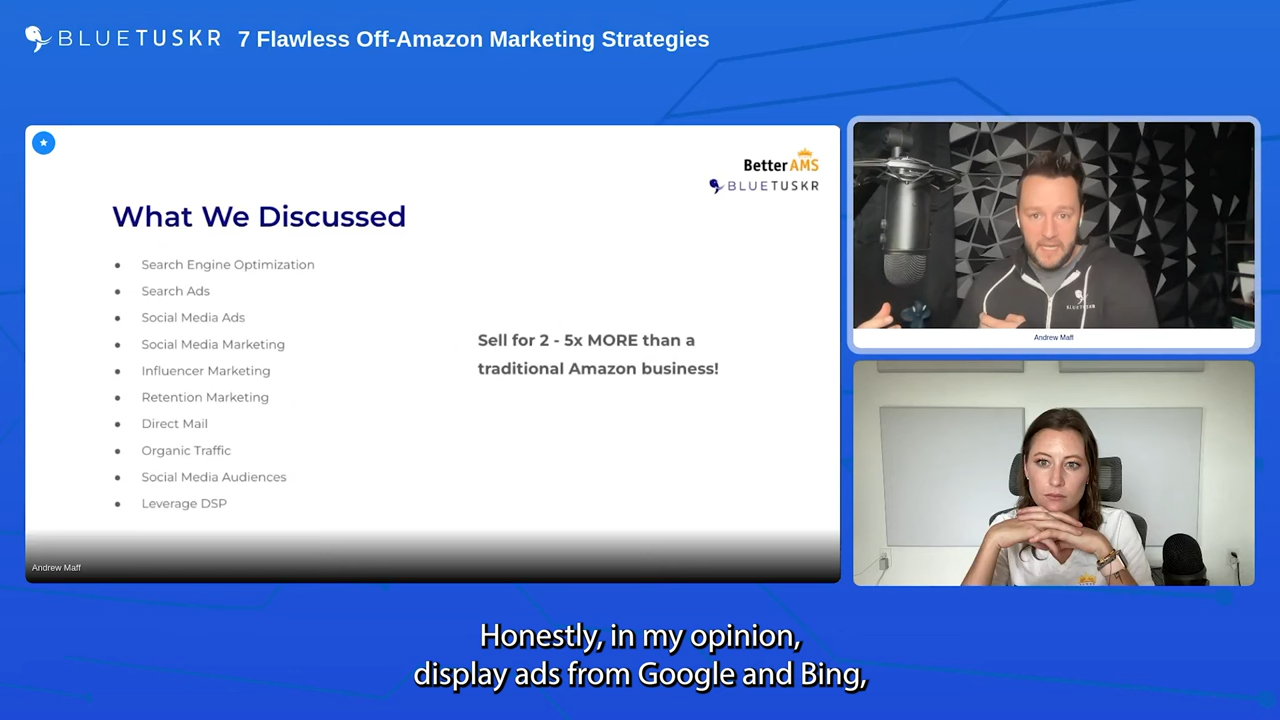 BLUETUSKR 7 Flawless Off-Amazon Marketing Strategies
BetterAMS
BLUETUSKR
What We Discussed
• Search Engine Optimization
• Search Ads
• Social Media Ads
• Social Media Marketing
• Influencer Marketing
• Retention Marketing
• Direct Mail
• Organic Traffic
• Social Media Audiences
• Leverage DSP
Sell for 2 - 5x MORE than a
traditional Amazon business!
Andrew Maff
BLUETUSKR
Andrew Maff
Honestly, in my opinion,
display ads from Google and Bing,